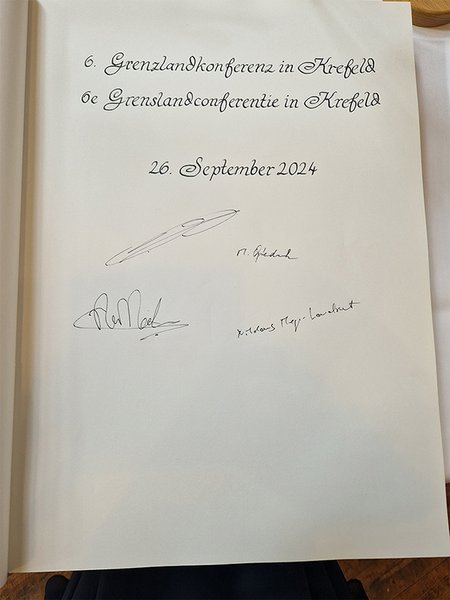 6. Grenzlandkonferenz in Krefeld
6e Grenslandconferentie in Krefeld
26. September 2024
M.